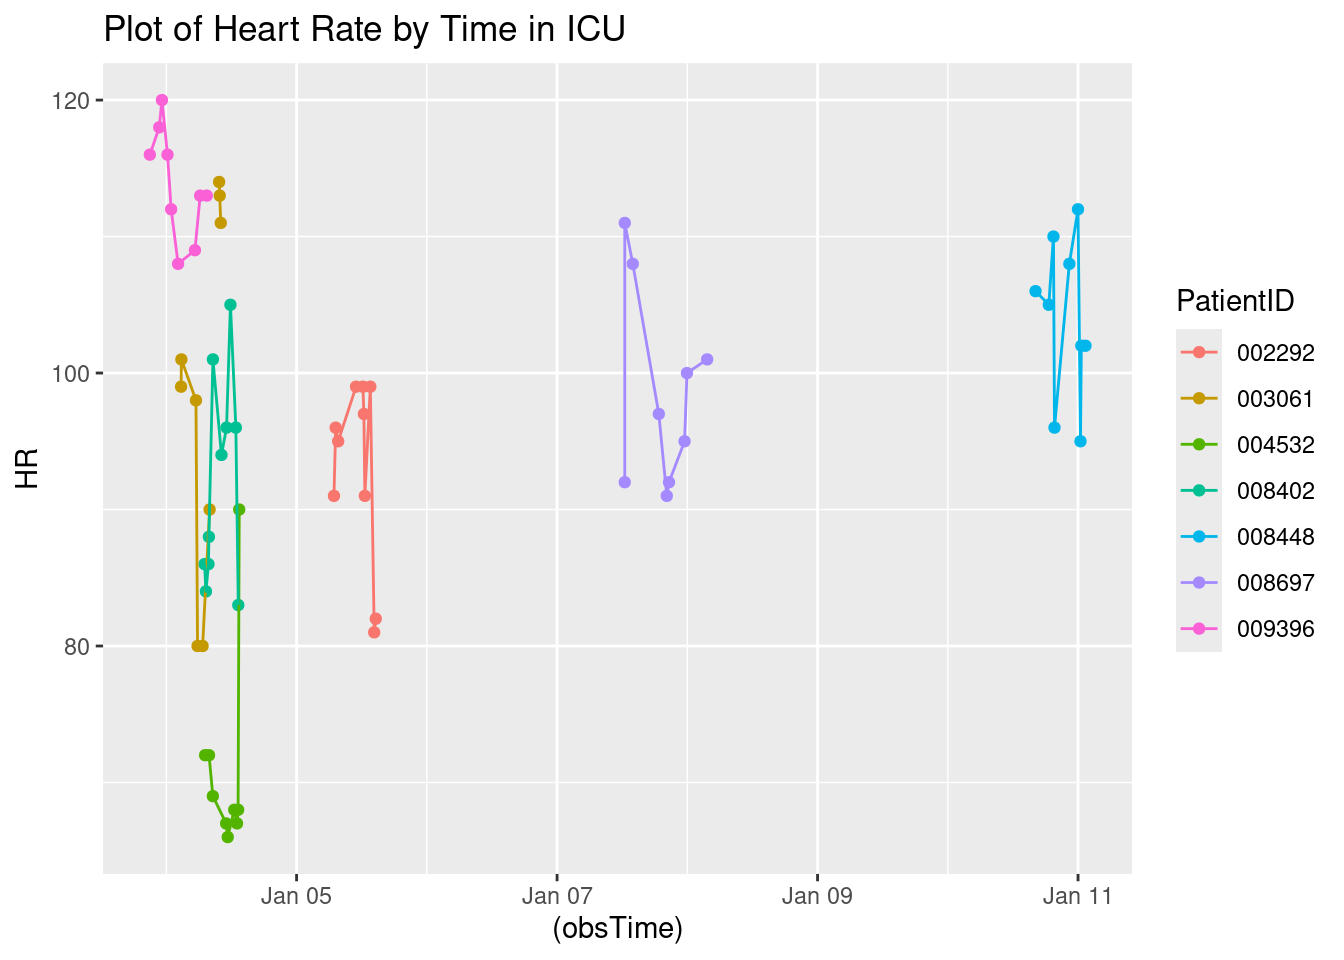 Plot of Heart Rate by Time in ICU
120
100
80
HR
Jan 05
Jan 07
Jan 09
Jan 11
(obsTime)
PatientID
002292
003061
004532
008402
008448
008697
009396